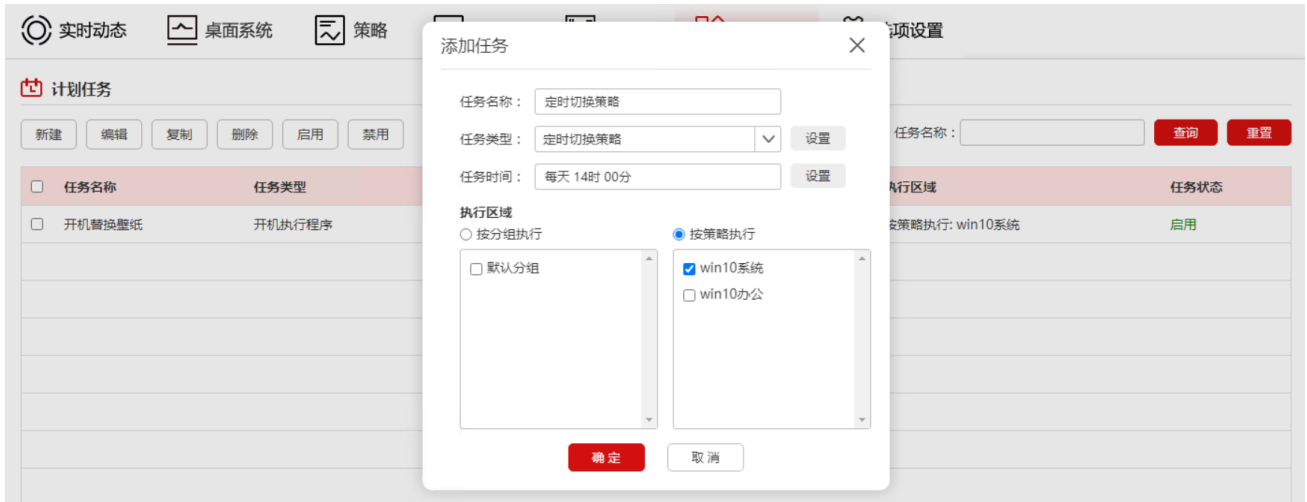 实时动态 桌面系统 策略 选项设置
添加任务
计划任务
任务名称： 定时切换策略
新建 编辑 复制 删除 启用 禁用
任务类型： 定时切换策略 设置
任务名称： 查询 重置
任务时间： 每天 14时 00分 设置
任务名称 任务类型 执行区域 任务状态
执行区域
开机替换壁纸 开机执行程序 按策略执行: win10系统 启用
按分组执行 按策略执行
默认分组 win10系统
win10办公
确定 取消